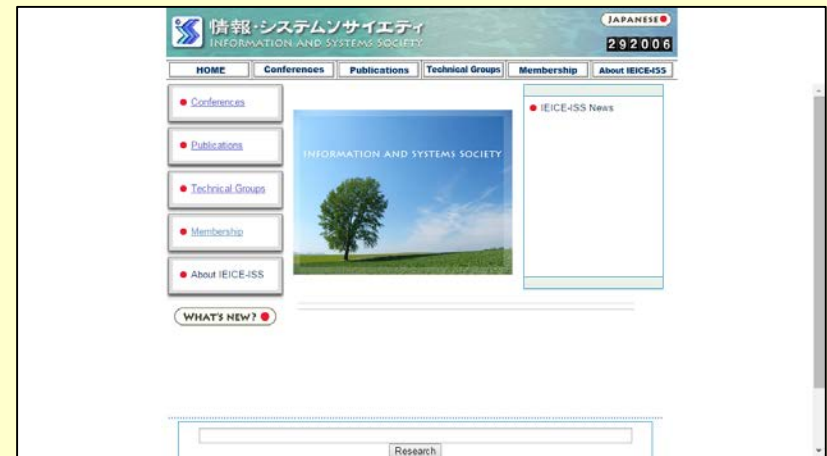 情報・システムソサイエティ
INFORMATION AND SYSTEMS SOCIETY
JAPANESE
292006
HOME
Conferences
Publications
Technical Groups
Membership
About IEICE-ISS
Conferences
Publications
Technical Groups
Membership
About IEICE-ISS
WHAT'S NEW?
INFORMATION AND SYSTEMS SOCIETY
IEICE-ISS News
Research